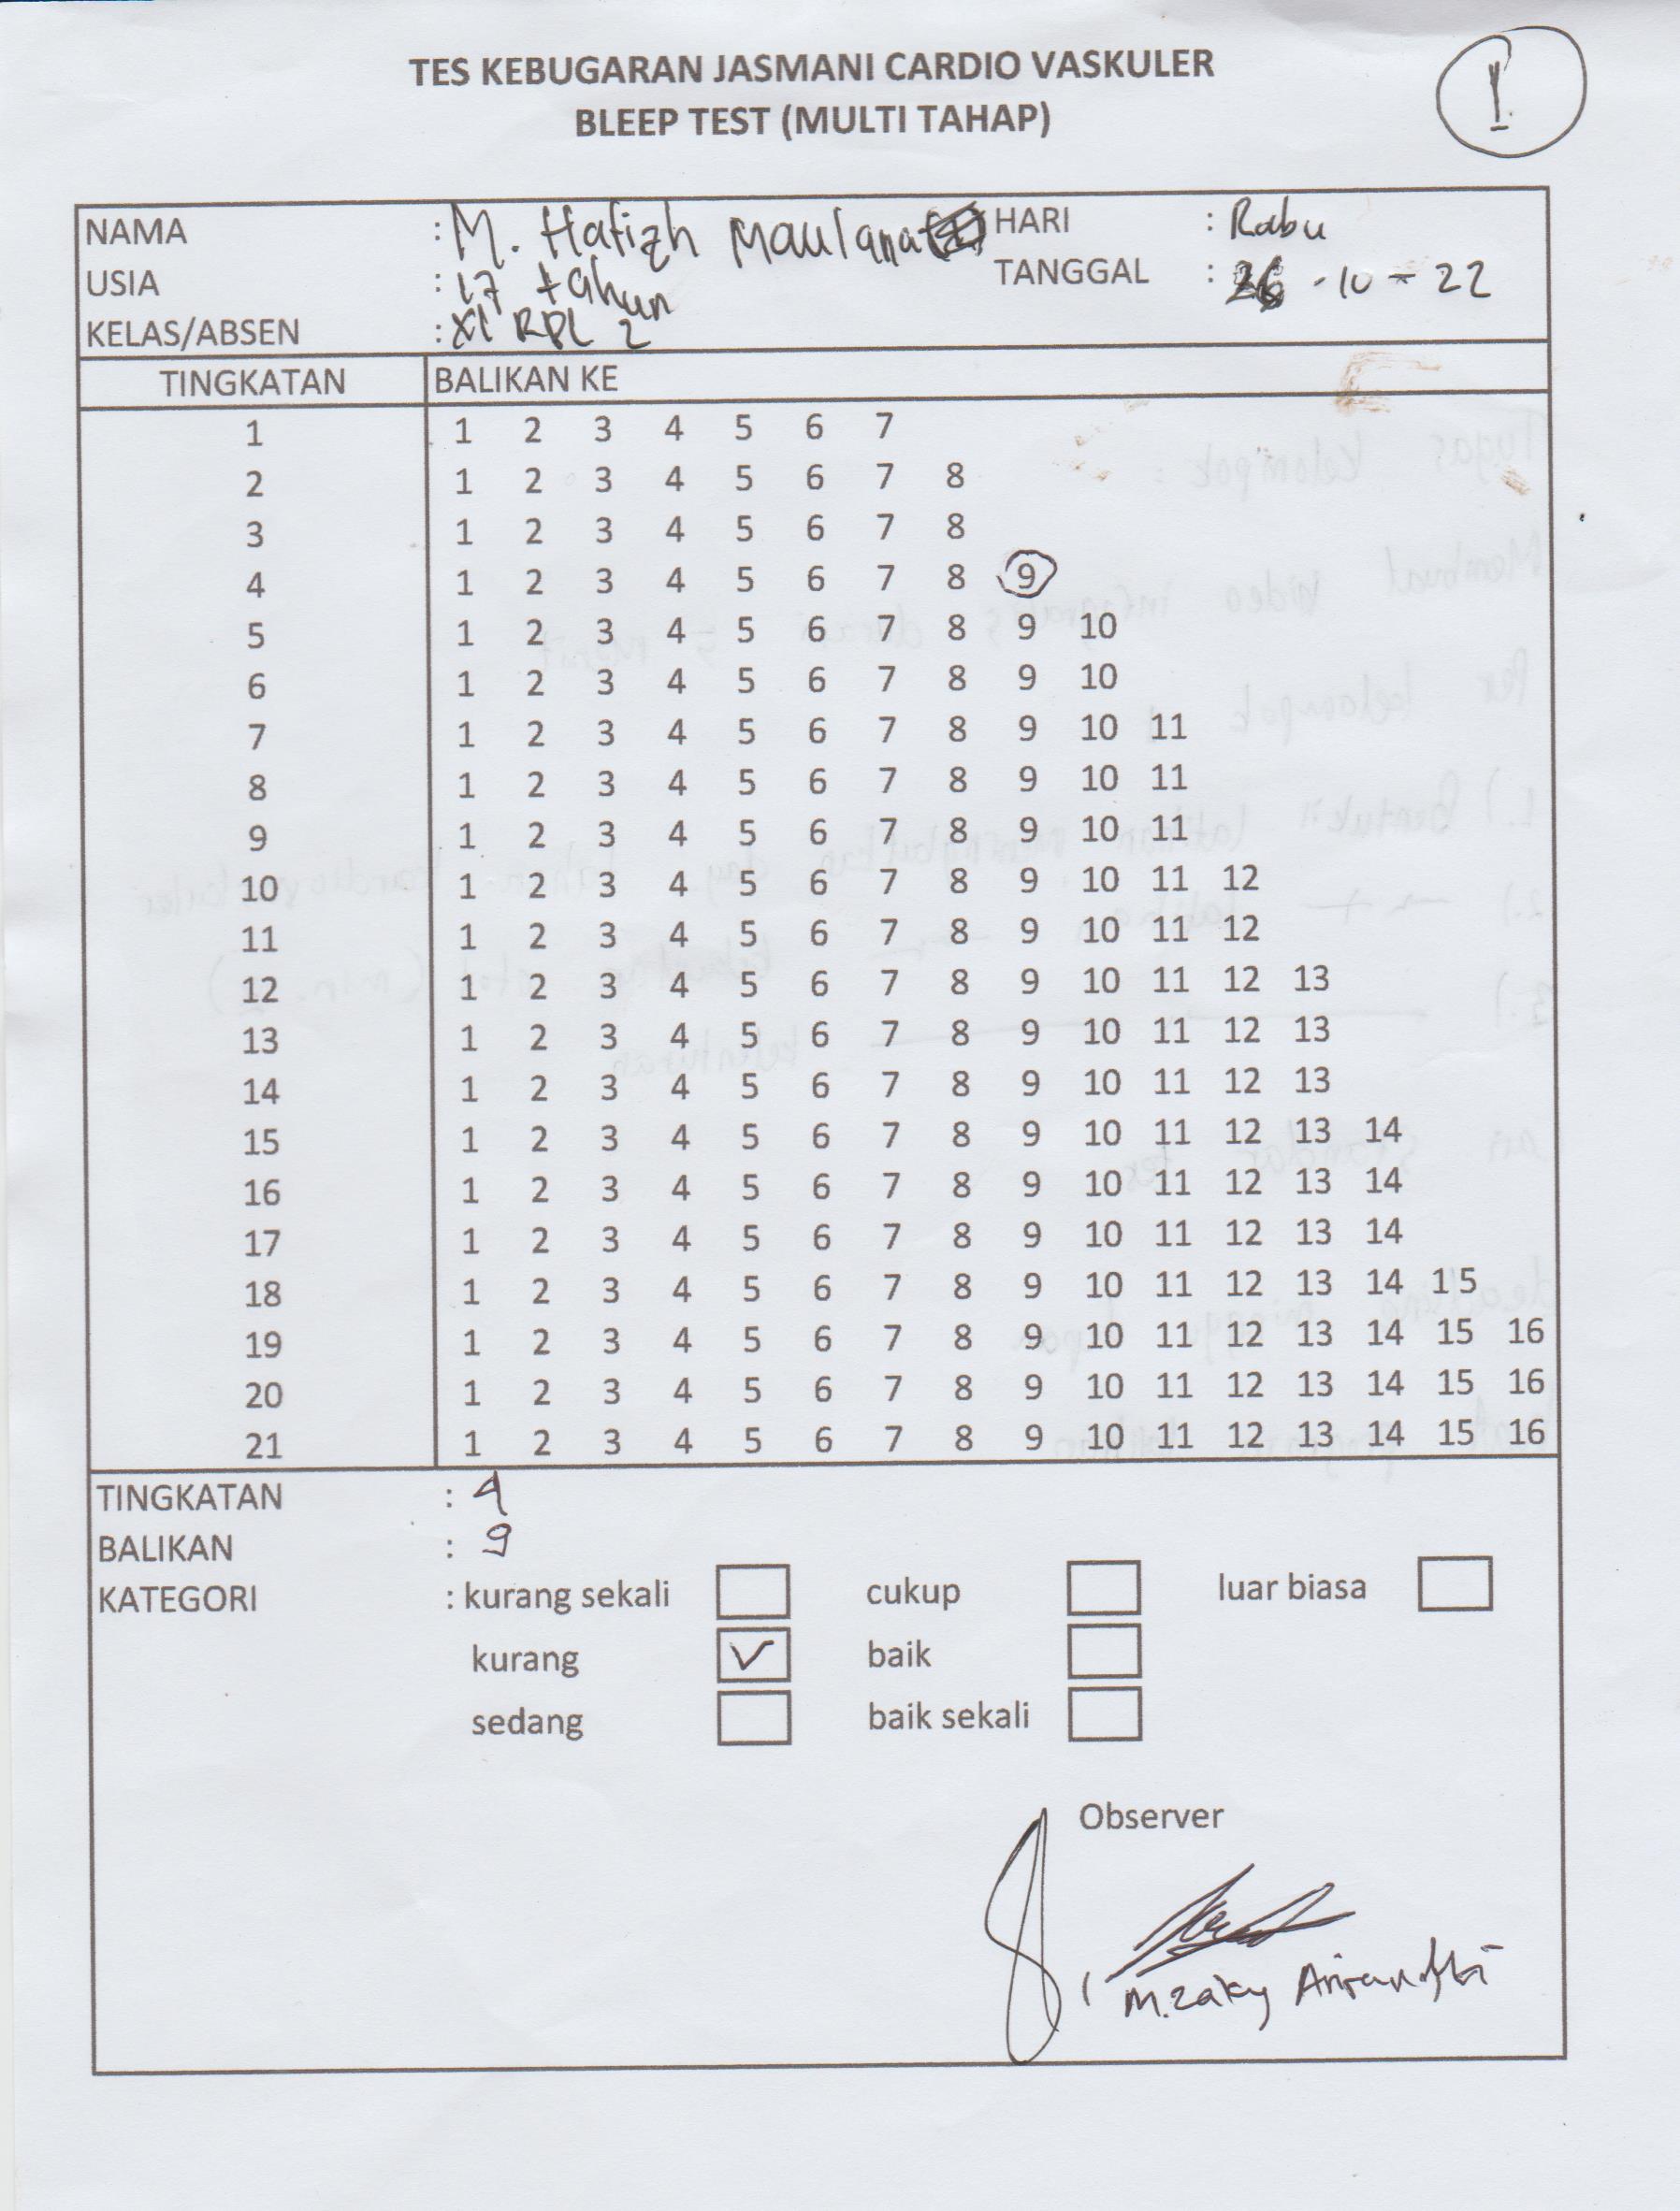 TES KEBUGARAN JASMANI CARDIO VASKULER
BLEEP TEST (MULTI TAHAP)
1
NAMA : M. Hafizh Maulana HARI : Rabu
USIA : 17 tahun TANGGAL : 26 - 10 - 22
KELAS/ABSEN : XI RPL 2
TINGKATAN BALIKAN KE
1 1 2 3 4 5 6 7
2 1 2 3 4 5 6 7 8
3 1 2 3 4 5 6 7 8
4 1 2 3 4 5 6 7 8 9
5 1 2 3 4 5 6 7 8 9 10
6 1 2 3 4 5 6 7 8 9 10
7 1 2 3 4 5 6 7 8 9 10 11
8 1 2 3 4 5 6 7 8 9 10 11
9 1 2 3 4 5 6 7 8 9 10 11
10 1 2 3 4 5 6 7 8 9 10 11 12
11 1 2 3 4 5 6 7 8 9 10 11 12
12 1 2 3 4 5 6 7 8 9 10 11 12 13
13 1 2 3 4 5 6 7 8 9 10 11 12 13
14 1 2 3 4 5 6 7 8 9 10 11 12 13
15 1 2 3 4 5 6 7 8 9 10 11 12 13 14
16 1 2 3 4 5 6 7 8 9 10 11 12 13 14
17 1 2 3 4 5 6 7 8 9 10 11 12 13 14
18 1 2 3 4 5 6 7 8 9 10 11 12 13 14 15
19 1 2 3 4 5 6 7 8 9 10 11 12 13 14 15 16
20 1 2 3 4 5 6 7 8 9 10 11 12 13 14 15 16
21 1 2 3 4 5 6 7 8 9 10 11 12 13 14 15 16
TINGKATAN : 4
BALIKAN : 9
KATEGORI : kurang sekali cukup luar biasa
kurang ✓ baik
sedang baik sekali
Observer
M. Zaky